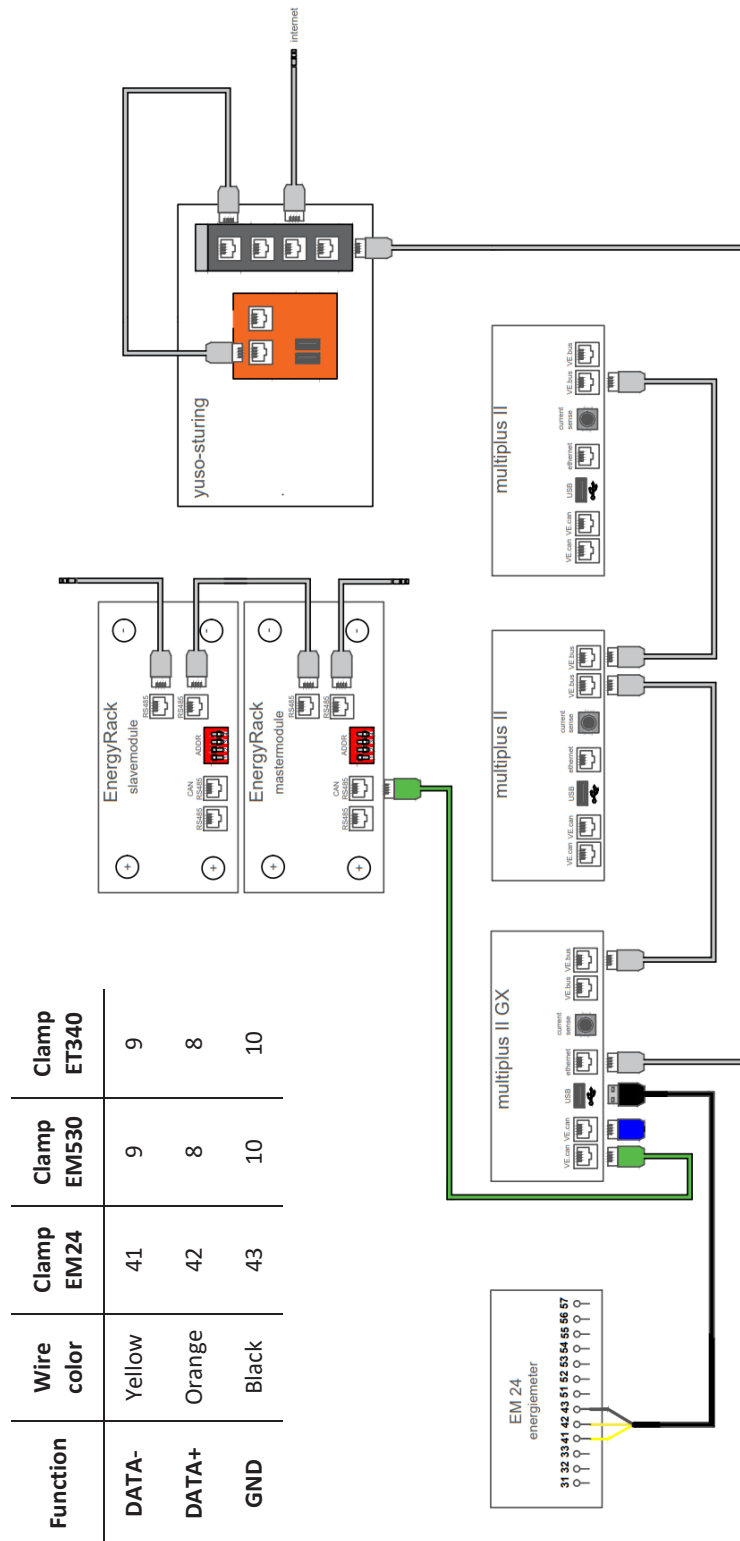 Function Wire color Clamp EM24 Clamp EM530 Clamp ET340
DATA- Yellow 41 9 9
DATA+ Orange 42 8 8
GND Black 43 10 10
EnergyRack
slavemodule
+
-
+
-
RS485
RS485
ADDR
CAN
RS485
RS485
EnergyRack
mastermodule
+
-
+
-
RS485
RS485
ADDR
CAN
RS485
RS485
yuso-sturing
internet
EM 24
energiemeter
31 32 33 41 42 43 51 52 53 54 55 56 57
multiplus II GX
VE.can VE.can USB ethernet current sense VE.bus VE.bus
multiplus II
VE.can VE.can USB ethernet current sense VE.bus VE.bus
multiplus II
VE.can VE.can USB ethernet current sense VE.bus VE.bus